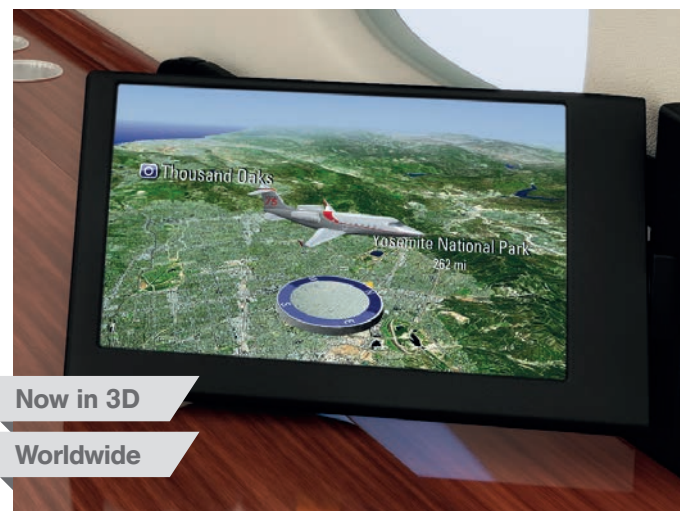 Thousand Oaks
Yosemite National Park
262 mi
Now in 3D
Worldwide